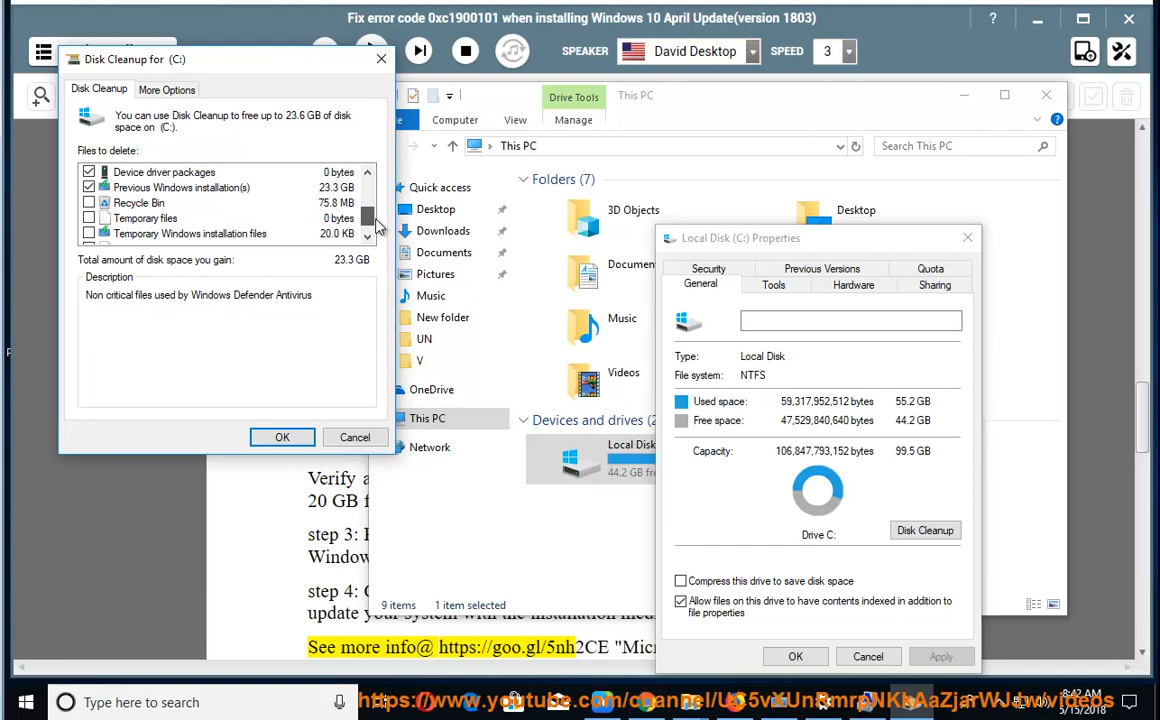 Fix error code 0xc1900101 when installing Windows 10 April Update(version 1803)
SPEAKER David Desktop SPEED 3
Disk Cleanup for (C:)
Disk Cleanup More Options
You can use Disk Cleanup to free up to 23.6 GB of disk
space on (C:).
Files to delete:
Device driver packages 0 bytes
Previous Windows installation(s) 23.3 GB
Recycle Bin 75.8 MB
Temporary files 0 bytes
Temporary Windows installation files 20.0 KB
Total amount of disk space you gain: 23.3 GB
Description
Non critical files used by Windows Defender Antivirus
OK Cancel
Drive Tools This PC
Computer View Manage
This PC Search This PC
Quick access
Desktop
Downloads
Documents
Pictures
Music
New folder
UN
V
OneDrive
This PC
Network
Folders (7)
3D Objects Desktop
Documen
Music
Videos
Devices and drives (2
Local Disk
44.2 GB fre
9 items 1 item selected
Local Disk (C:) Properties
Security Previous Versions Quota
General Tools Hardware Sharing
Type: Local Disk
File system: NTFS
Used space: 59,317,952,512 bytes 55.2 GB
Free space: 47,529,840,640 bytes 44.2 GB
Capacity: 106,847,793,152 bytes 99.5 GB
Drive C: Disk Cleanup
Compress this drive to save disk space
Allow files on this drive to have contents indexed in addition to
file properties
OK Cancel Apply
Verify a
20 GB f
step 3:
Window
step 4:
update your system with the installation med
See more info@ https://goo.gl/5nh2CE "Mic
Type here to search
8:42 AM
5/15/2018